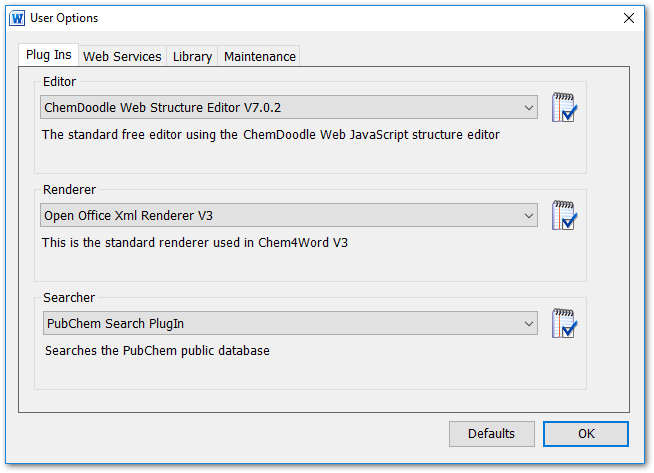 User Options
Plug Ins Web Services Library Maintenance
Editor
ChemDoodle Web Structure Editor V7.0.2
The standard free editor using the ChemDoodle Web JavaScript structure editor
Renderer
Open Office Xml Renderer V3
This is the standard renderer used in Chem4Word V3
Searcher
PubChem Search PlugIn
Searches the PubChem public database
Defaults OK